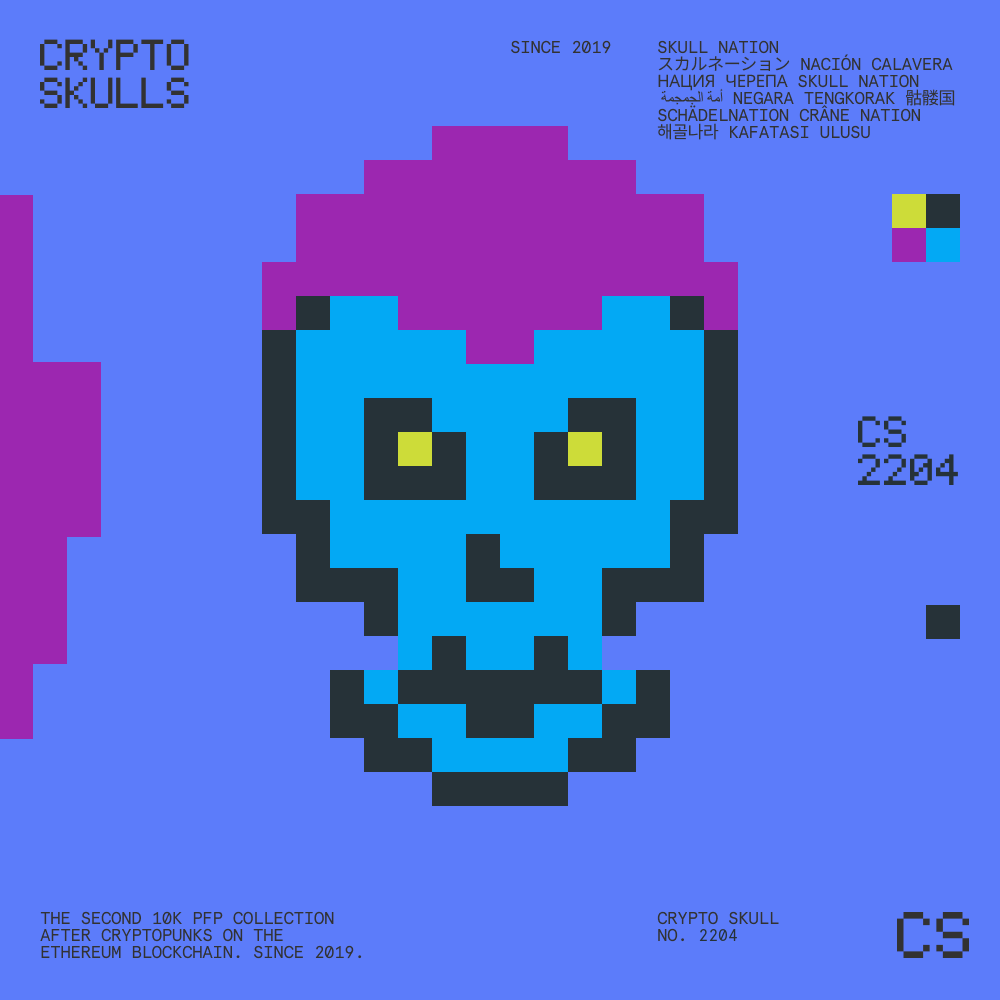 CRYPTO
SKULLS
SINCE 2019
SKULL NATION
スカルネーション NACIÓN CALAVERA
НАЦИЯ ЧЕРЕПА SKULL NATION
أمة الجمجمة NEGARA TENGKORAK 骷髅国
SCHÄDELNATION CRÂNE NATION
해골나라 KAFATASI ULUSU
CS
2204
THE SECOND 10K PFP COLLECTION
AFTER CRYPTOPUNKS ON THE
ETHEREUM BLOCKCHAIN. SINCE 2019.
CRYPTO SKULL
NO. 2204
CS